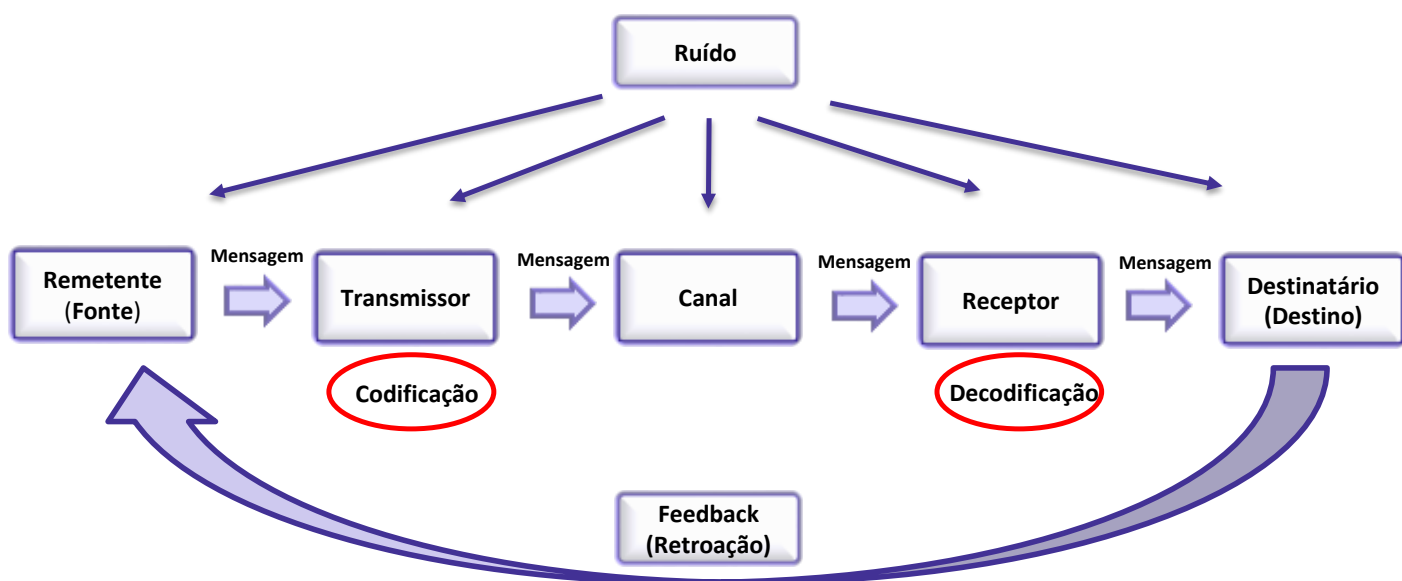 Ruído
Mensagem
Mensagem
Mensagem
Mensagem
Remetente
(Fonte)
Transmissor
Canal
Receptor
Destinatário
(Destino)
Codificação
Decodificação
Feedback
(Retroação)